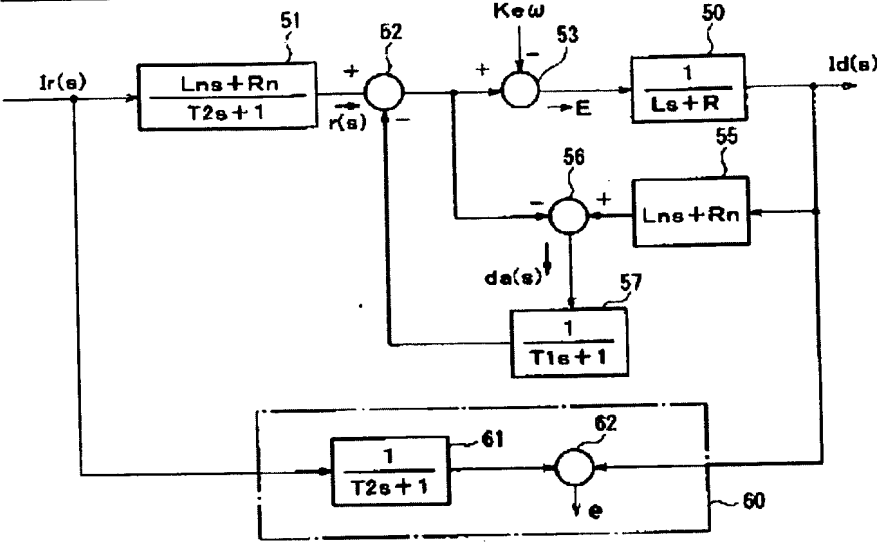 51
52
Keω
53
50
Ir(s)
Id(s)
Lns+Rn
T2s+1
+
r(s)
−
+
−
E
1
Ls+R
56
55
−
+
Lns+Rn
da(s)
57
1
T1s+1
61
62
1
T2s+1
e
60